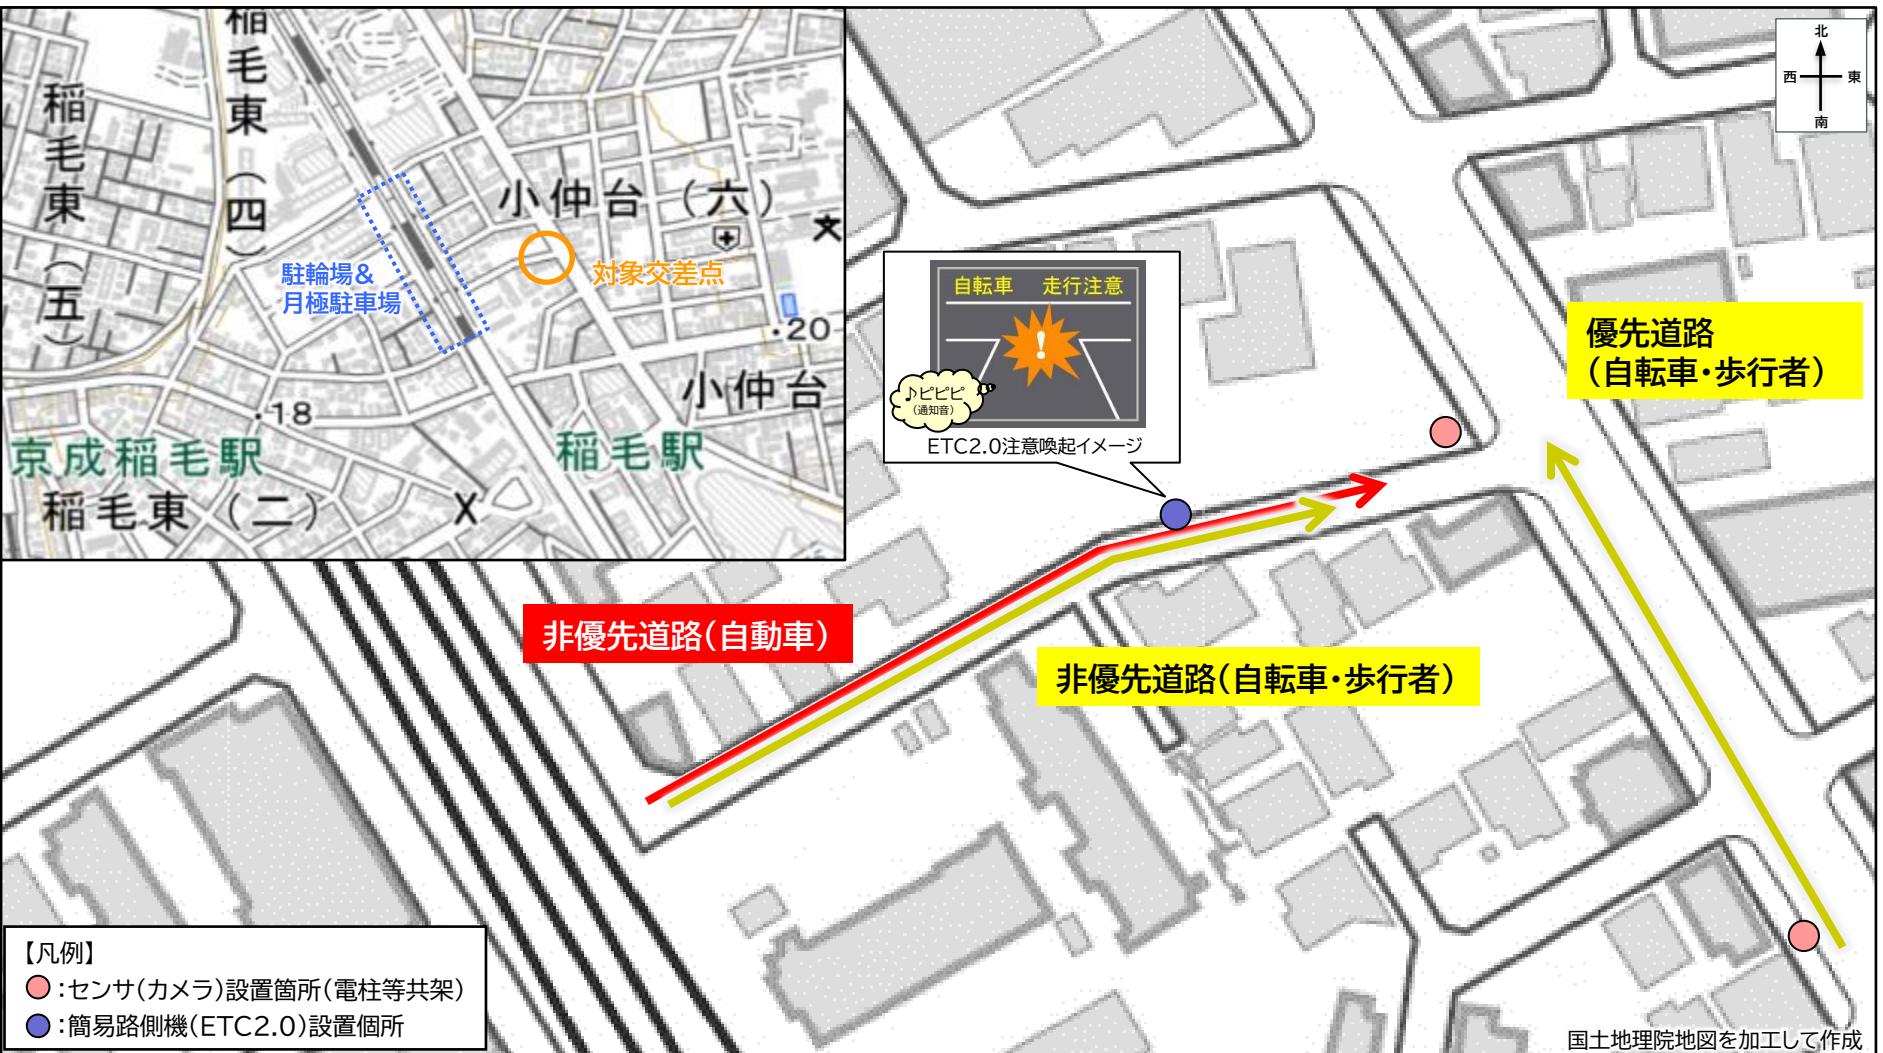 稲毛東(四)
稲毛東(五)
小仲台(六)
対象交差点
駐輪場&
月極駐車場
・20
小仲台
・18
京成稲毛駅
稲毛駅
稲毛東(二)
X
北
西
東
南
自転車 走行注意
!
♪ピピピ
(通知音)
ETC2.0注意喚起イメージ
優先道路
(自転車・歩行者)
非優先道路(自動車)
非優先道路(自転車・歩行者)
【凡例】
:センサ(カメラ)設置箇所(電柱等共架)
:簡易路側機(ETC2.0)設置個所
国土地理院地図を加工して作成